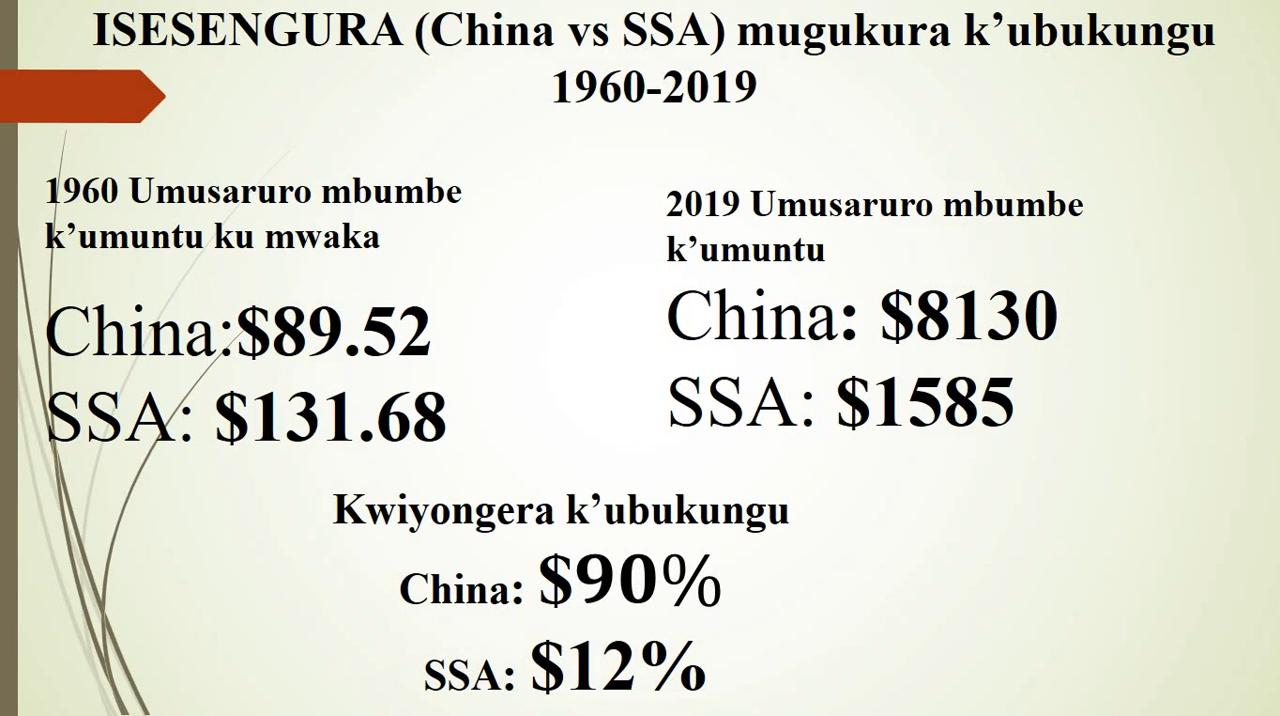 ISESENGURA (China vs SSA) mugukura k’ubukungu
1960-2019
1960 Umusaruro mbumbe
k’umuntu ku mwaka
China:$89.52
SSA: $131.68
2019 Umusaruro mbumbe
k’umuntu
China: $8130
SSA: $1585
Kwiyongera k’ubukungu
China: $90%
SSA: $12%